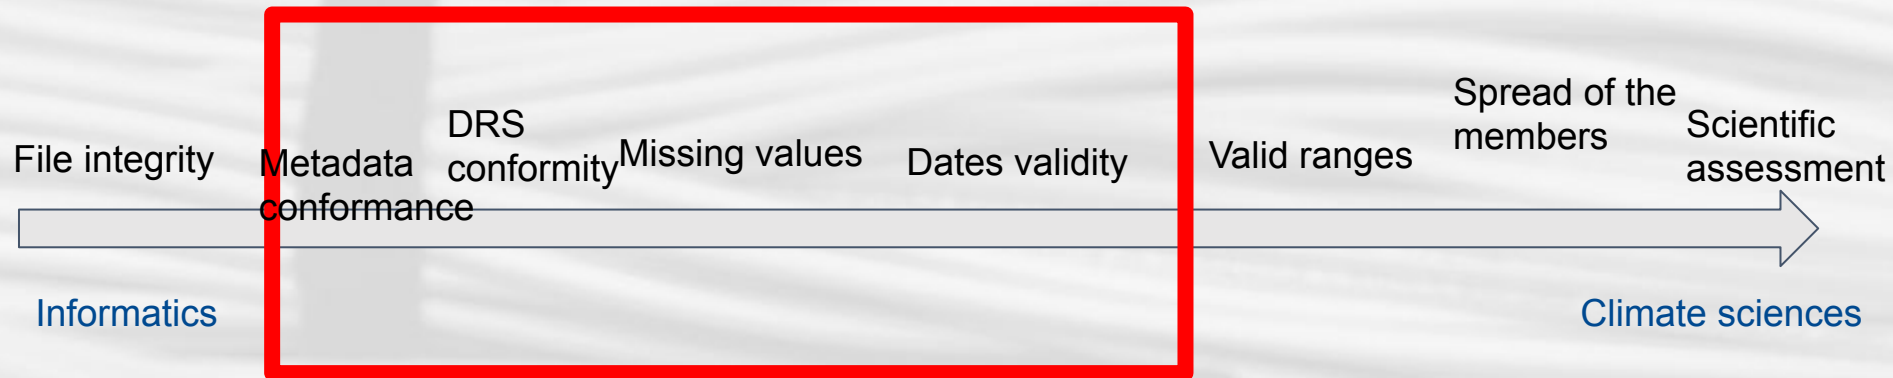 File integrity
Metadata
conformance
DRS
conformity
Missing values
Dates validity
Valid ranges
Spread of the
members
Scientific
assessment
Informatics
Climate sciences